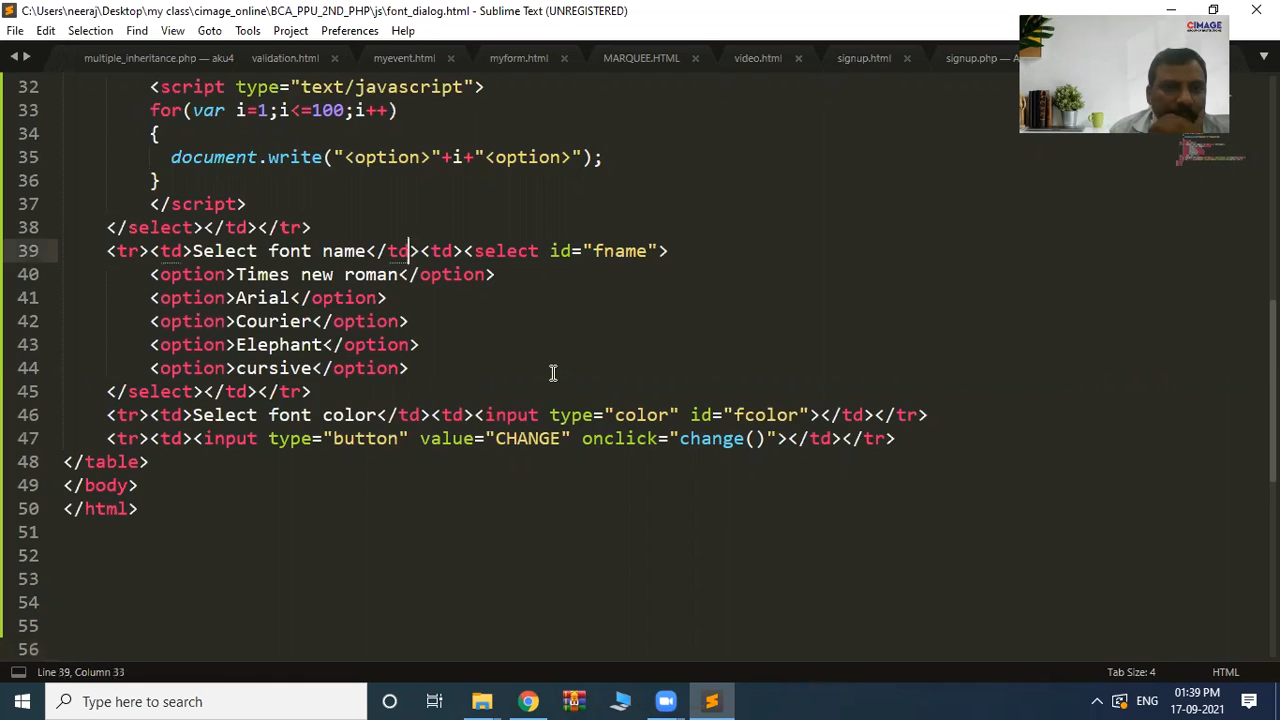 C:\Users\neeraj\Desktop\my class\cimage_online\BCA_PPU_2ND_PHP\js\font_dialog.html - Sublime Text (UNREGISTERED)
File Edit Selection Find View Goto Tools Project Preferences Help
CIMAGE
multiple_inheritance.php — aku4 validation.html myevent.html myform.html MARQUEE.HTML video.html signup.html signup.php — A
32 <script type="text/javascript">
33 for(var i=1;i<=100;i++)
34 {
35 document.write("<option>"+i+"<option>");
36 }
37 </script>
38 </select></td></tr>
39 <tr><td>Select font name</td><td><select id="fname">
40 <option>Times new roman</option>
41 <option>Arial</option>
42 <option>Courier</option>
43 <option>Elephant</option>
44 <option>cursive</option>
45 </select></td></tr>
46 <tr><td>Select font color</td><td><input type="color" id="fcolor"></td></tr>
47 <tr><td><input type="button" value="CHANGE" onclick="change()"></td></tr>
48 </table>
49 </body>
50 </html>
51
52
53
54
55
56
Line 39, Column 33 Tab Size: 4 HTML
Type here to search ENG 01:39 PM
17-09-2021